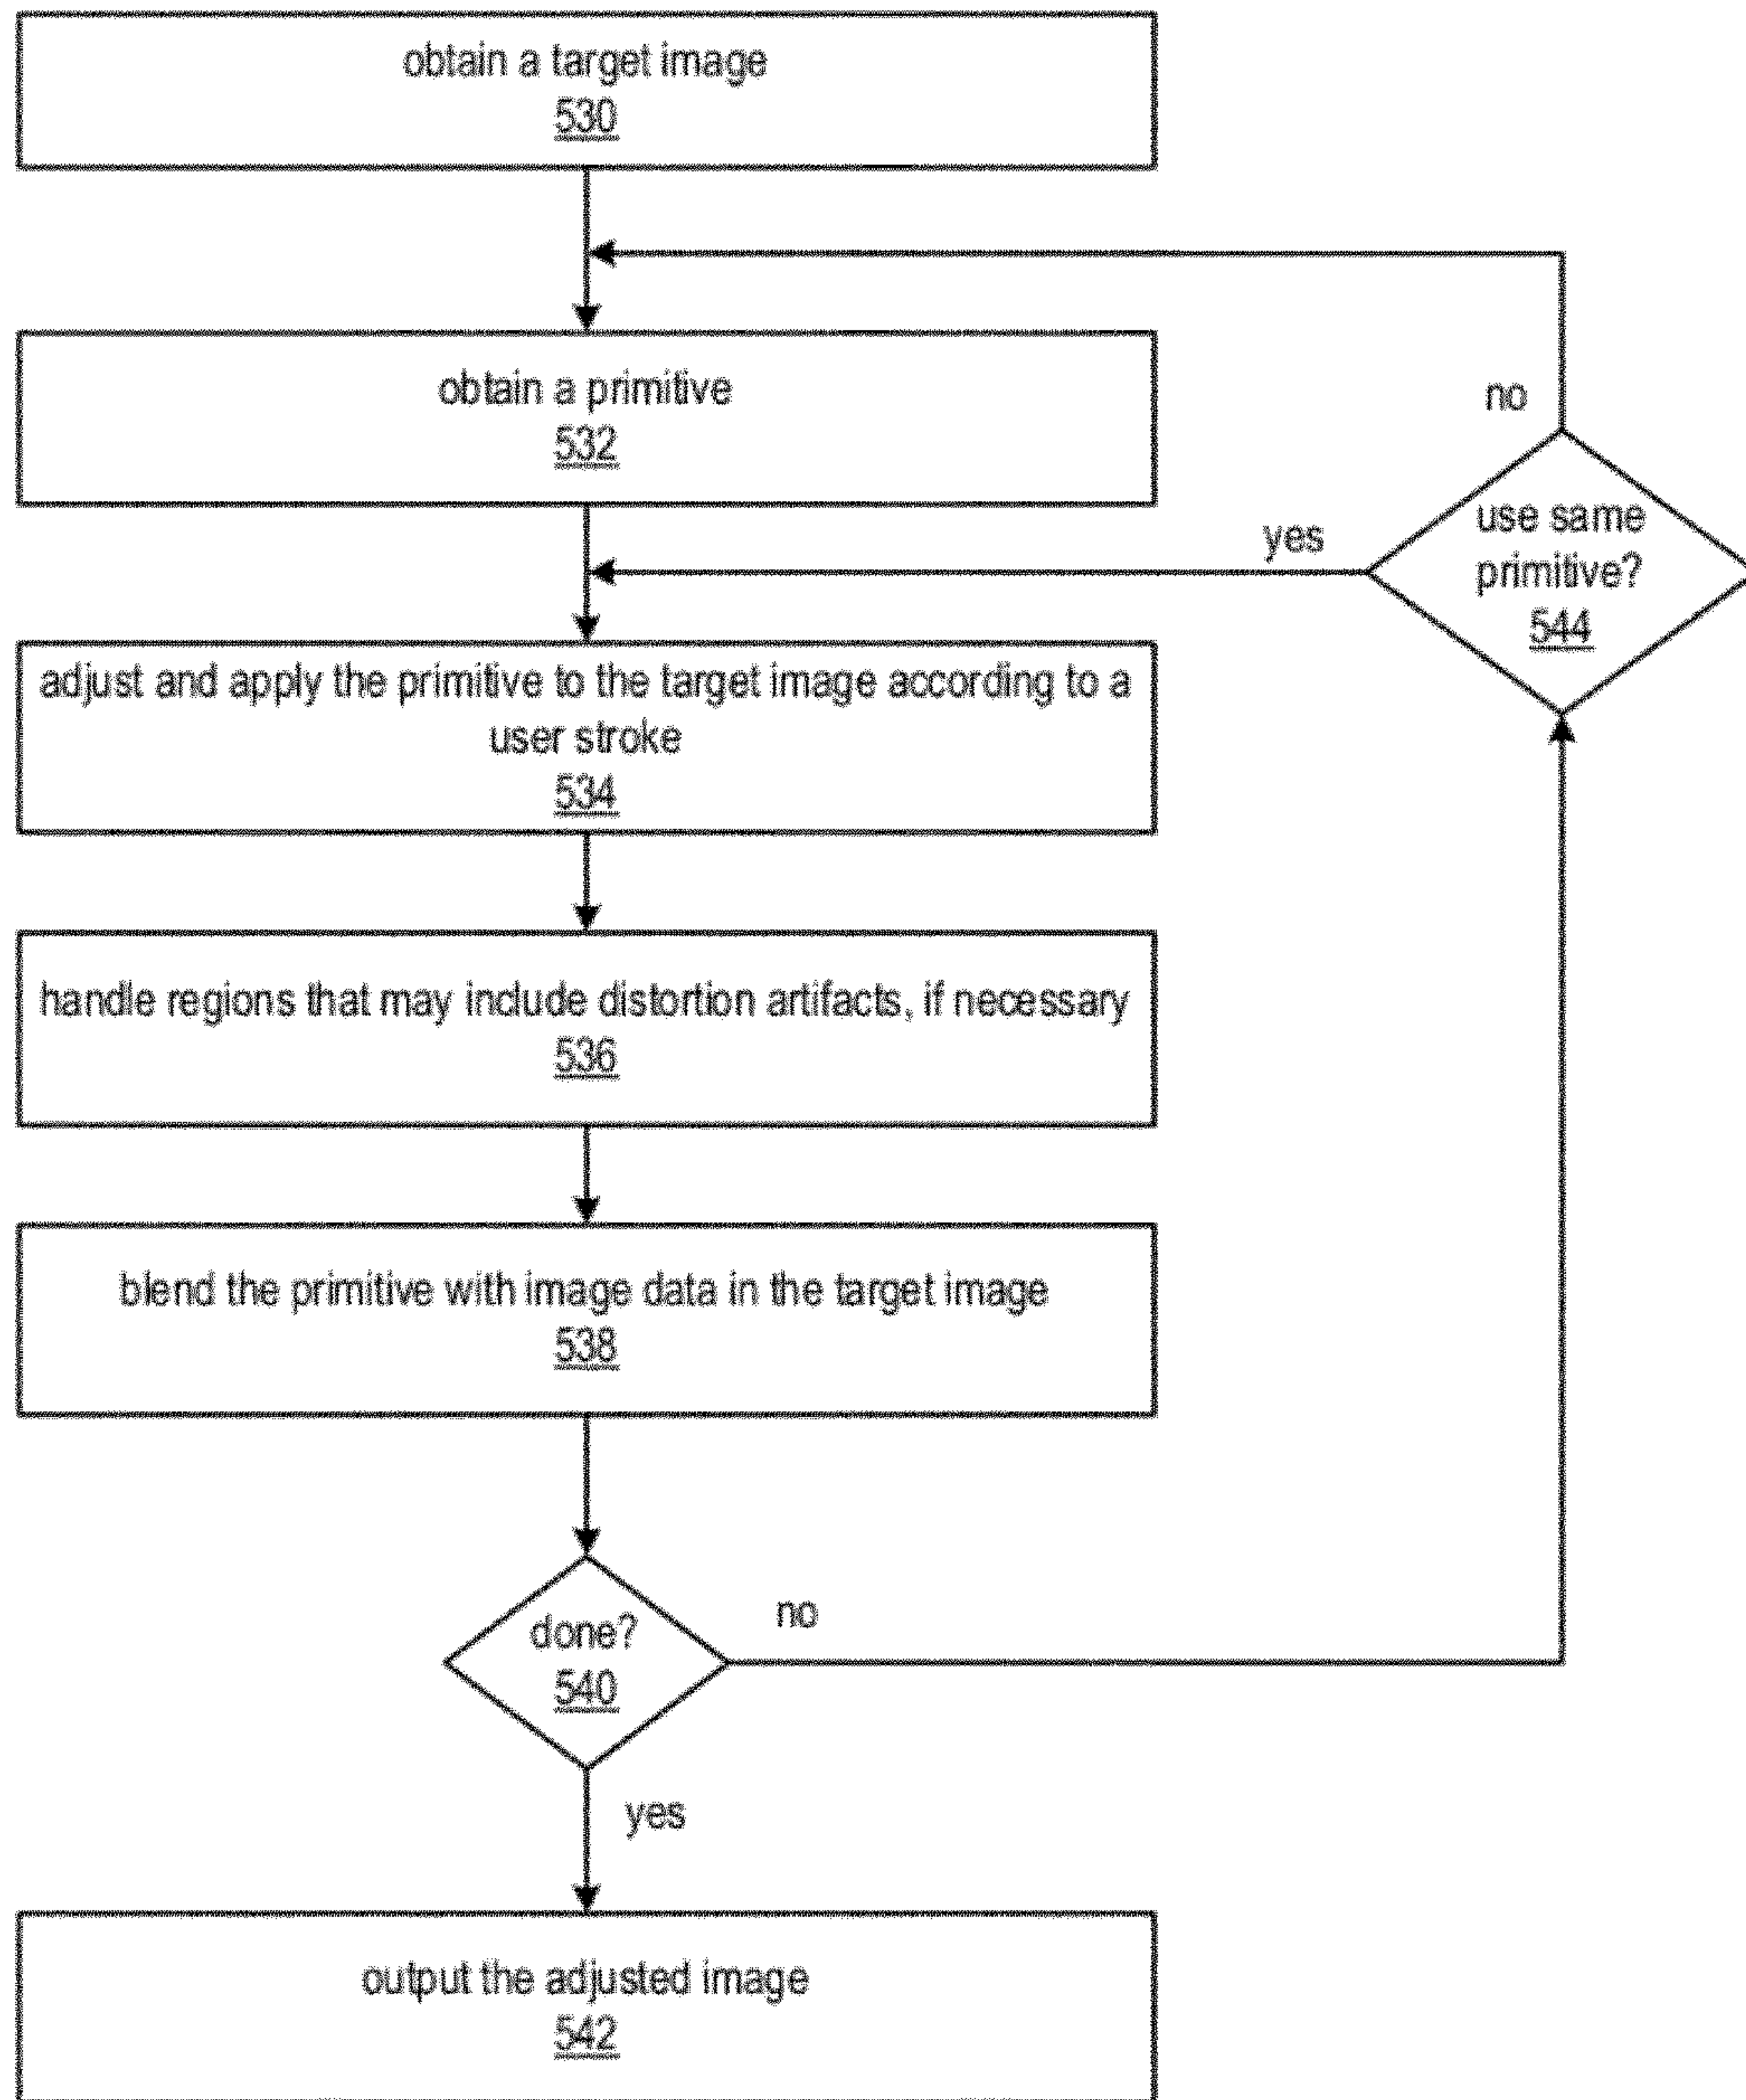 obtain a target image
530
obtain a primitive
532
no
yes
use same
primitive?
544
adjust and apply the primitive to the target image according to a
user stroke
534
handle regions that may include distortion artifacts, if necessary
536
blend the primitive with image data in the target image
538
done?
540
no
yes
output the adjusted image
542